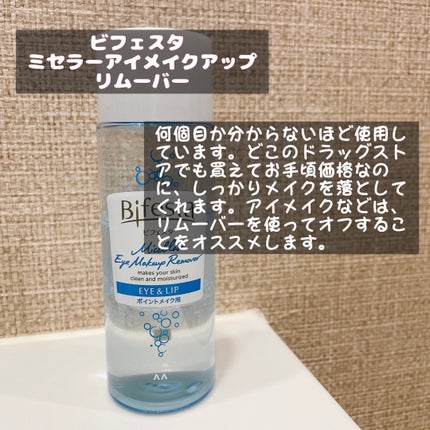 ビフェスタ
ミセラーアイメイクアップ
リムーバー
何個目か分からないほど使用し
ています。どこのドラッグスト
アでも買えてお手頃価格なの
に、しっかりメイクを落として
くれます。アイメイクなどは、
リムーバーを使ってオフするこ
とをオススメします。
Bifesta
ビフェスタ
Micellar
Eye Makeup Remover
makes your skin
clean and moisturized
EYE & LIP
ポイントメイク用